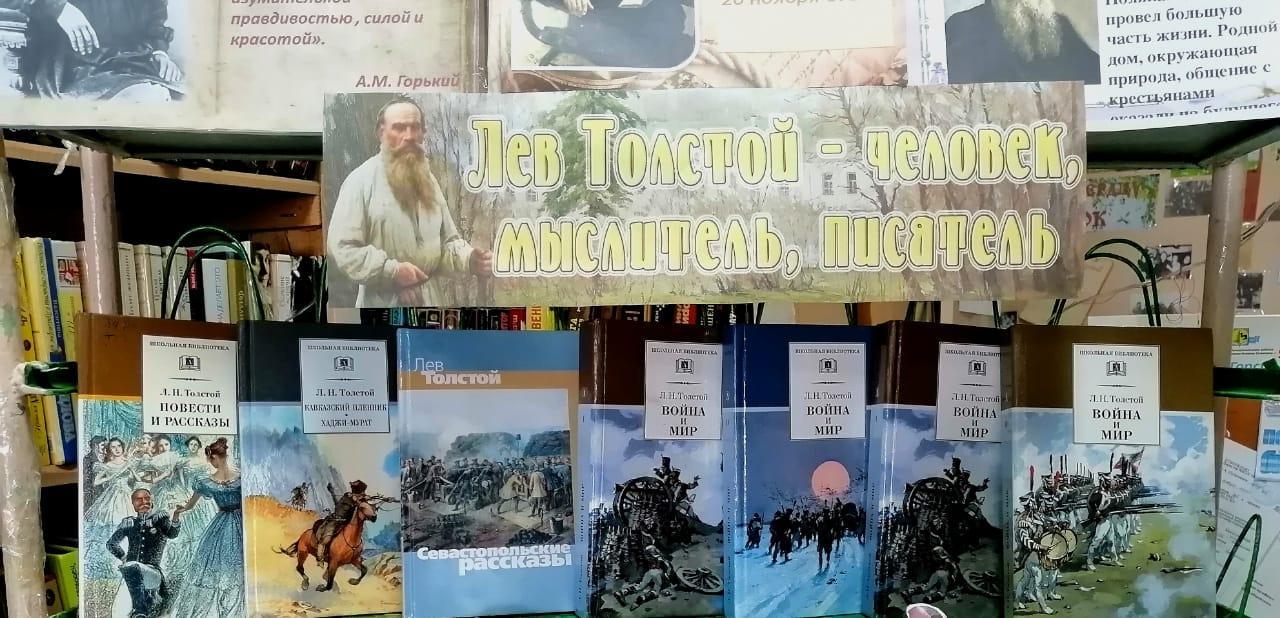 изумительной
правдивостью, силой и
красотой».
А.М. Горький
провел большую
часть жизни. Родной
дом, окружающая
природа, общение с
крестьянами
Лев Толстой - человек,
мыслитель, писатель
ШКОЛЬНАЯ БИБЛИОТЕКА
Л. Н. Толстой
ПОВЕСТИ
И РАССКАЗЫ
ШКОЛЬНАЯ БИБЛИОТЕКА
Л. Н. Толстой
КАВКАЗСКИЙ ПЛЕННИК
ХАДЖИ-МУРАТ
Лев
Толстой
Севастопольские
рассказы
ШКОЛЬНАЯ БИБЛИОТЕКА
Л.Н. Толстой
ВОЙНА
И
МИР
ШКОЛЬНАЯ БИБЛИОТЕКА
Л.Н. Толстой
ВОЙНА
И
МИР
ШКОЛЬНАЯ БИБЛИОТЕКА
Л.Н. Толстой
ВОЙНА
И
МИР
ШКОЛЬНАЯ БИБЛИОТЕКА
Л.Н. Толстой
ВОЙНА
И
МИР